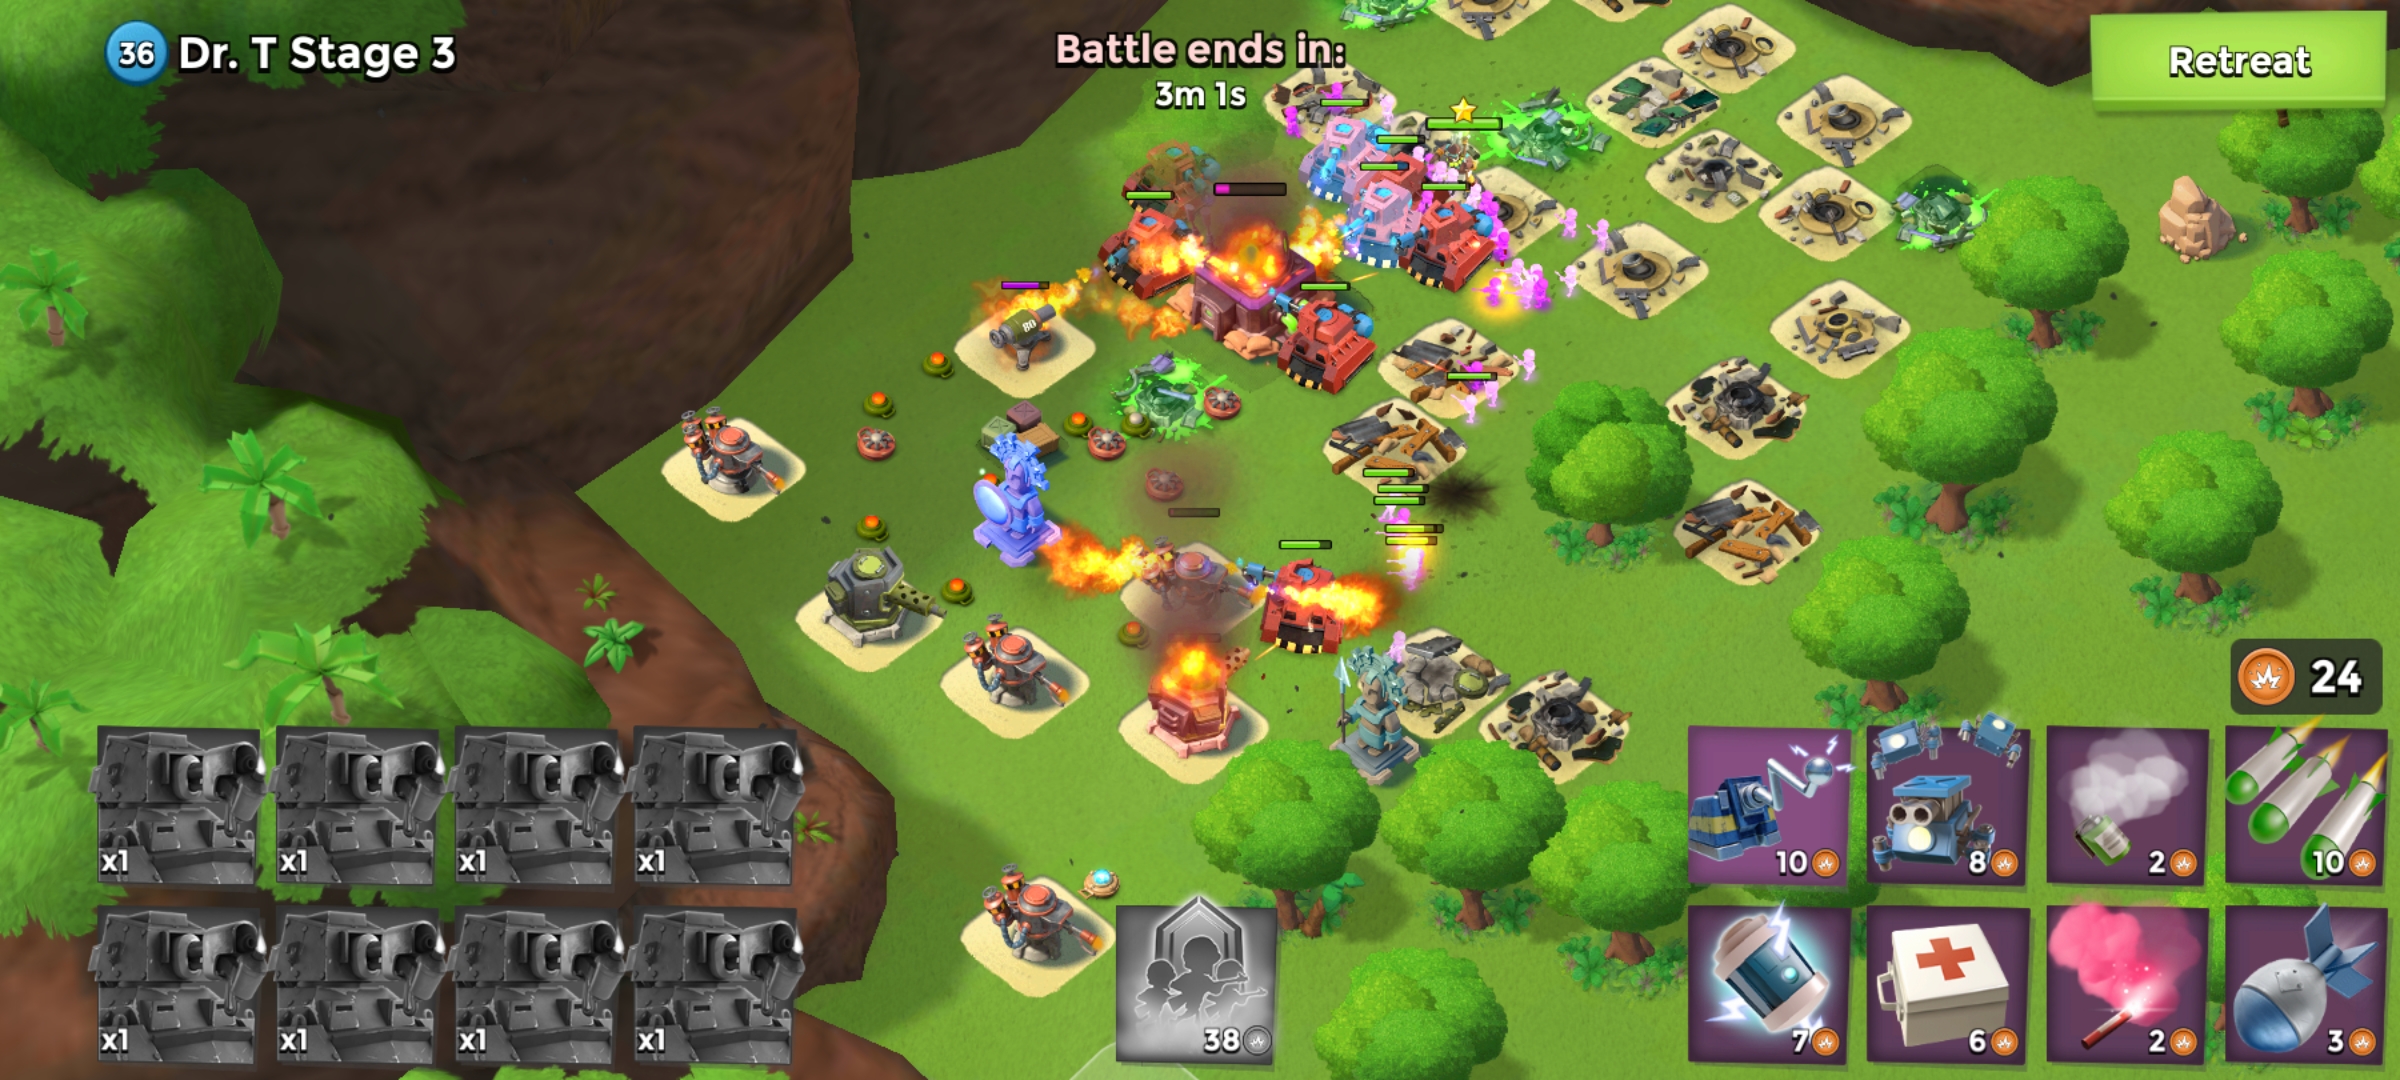 36 Dr. T Stage 3
Battle ends in:
3m 1s
Retreat
80
24
x1 x1 x1 x1
10 8 2 10
x1 x1 x1 x1
38
7 6 2 3